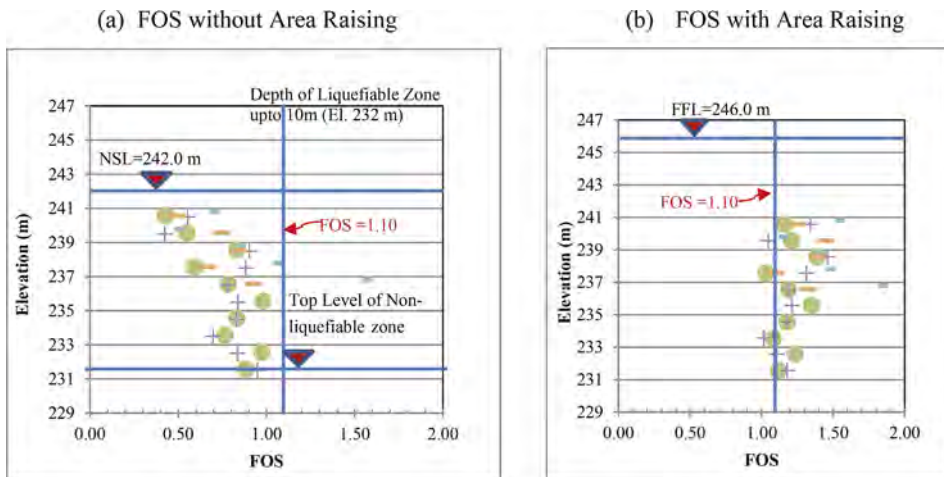 (a) FOS without Area Raising
(b) FOS with Area Raising
Depth of Liquefiable Zone
upto 10m (El. 232 m)
NSL=242.0 m
FOS =1.10
Top Level of Non-
liquefiable zone
Elevation (m)
247
245
243
241
239
237
235
233
231
229
0.00 0.50 1.00 1.50 2.00
FOS
FFL=246.0 m
FOS =1.10
Elevation (m)
247
245
243
241
239
237
235
233
231
229
0.00 0.50 1.00 1.50 2.00
FOS